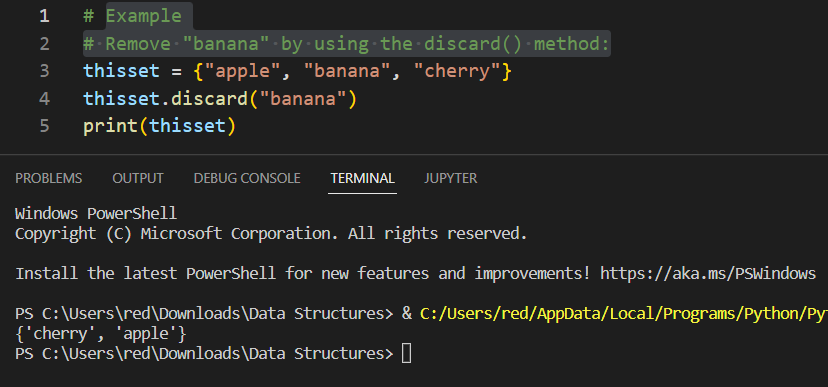 1 # Example
2 # Remove "banana" by using the discard() method:
3 thisset = {"apple", "banana", "cherry"}
4 thisset.discard("banana")
5 print(thisset)
PROBLEMS OUTPUT DEBUG CONSOLE TERMINAL JUPYTER
Windows PowerShell
Copyright (C) Microsoft Corporation. All rights reserved.
Install the latest PowerShell for new features and improvements! https://aka.ms/PSWindows
PS C:\Users\red\Downloads\Data Structures> & C:/Users/red/AppData/Local/Programs/Python/Pyt
{'cherry', 'apple'}
PS C:\Users\red\Downloads\Data Structures>